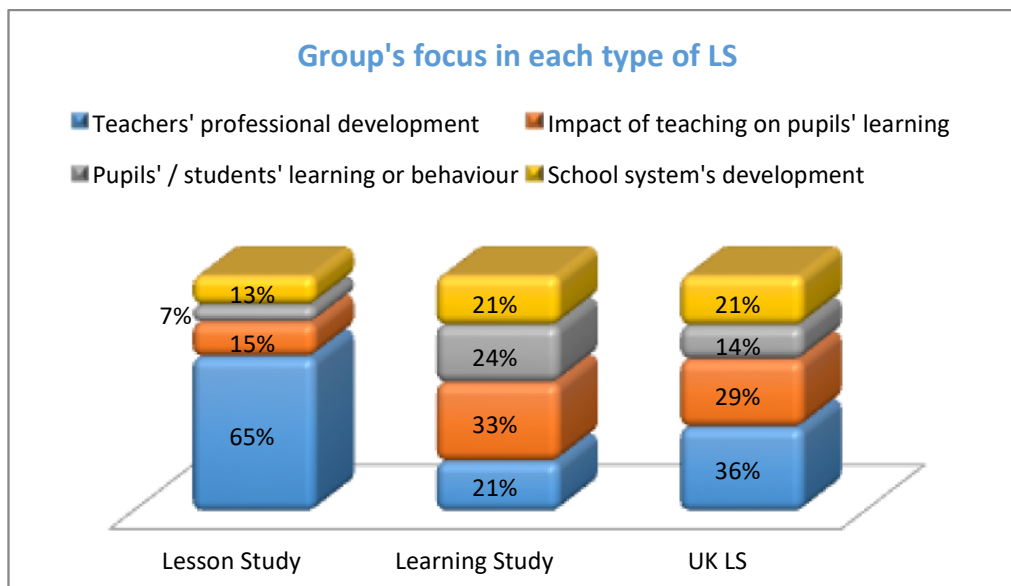 Group's focus in each type of LS
Teachers' professional development
Impact of teaching on pupils' learning
Pupils' / students' learning or behaviour
School system's development
13%
7%
15%
65%
21%
24%
33%
21%
21%
14%
29%
36%
Lesson Study
Learning Study
UK LS